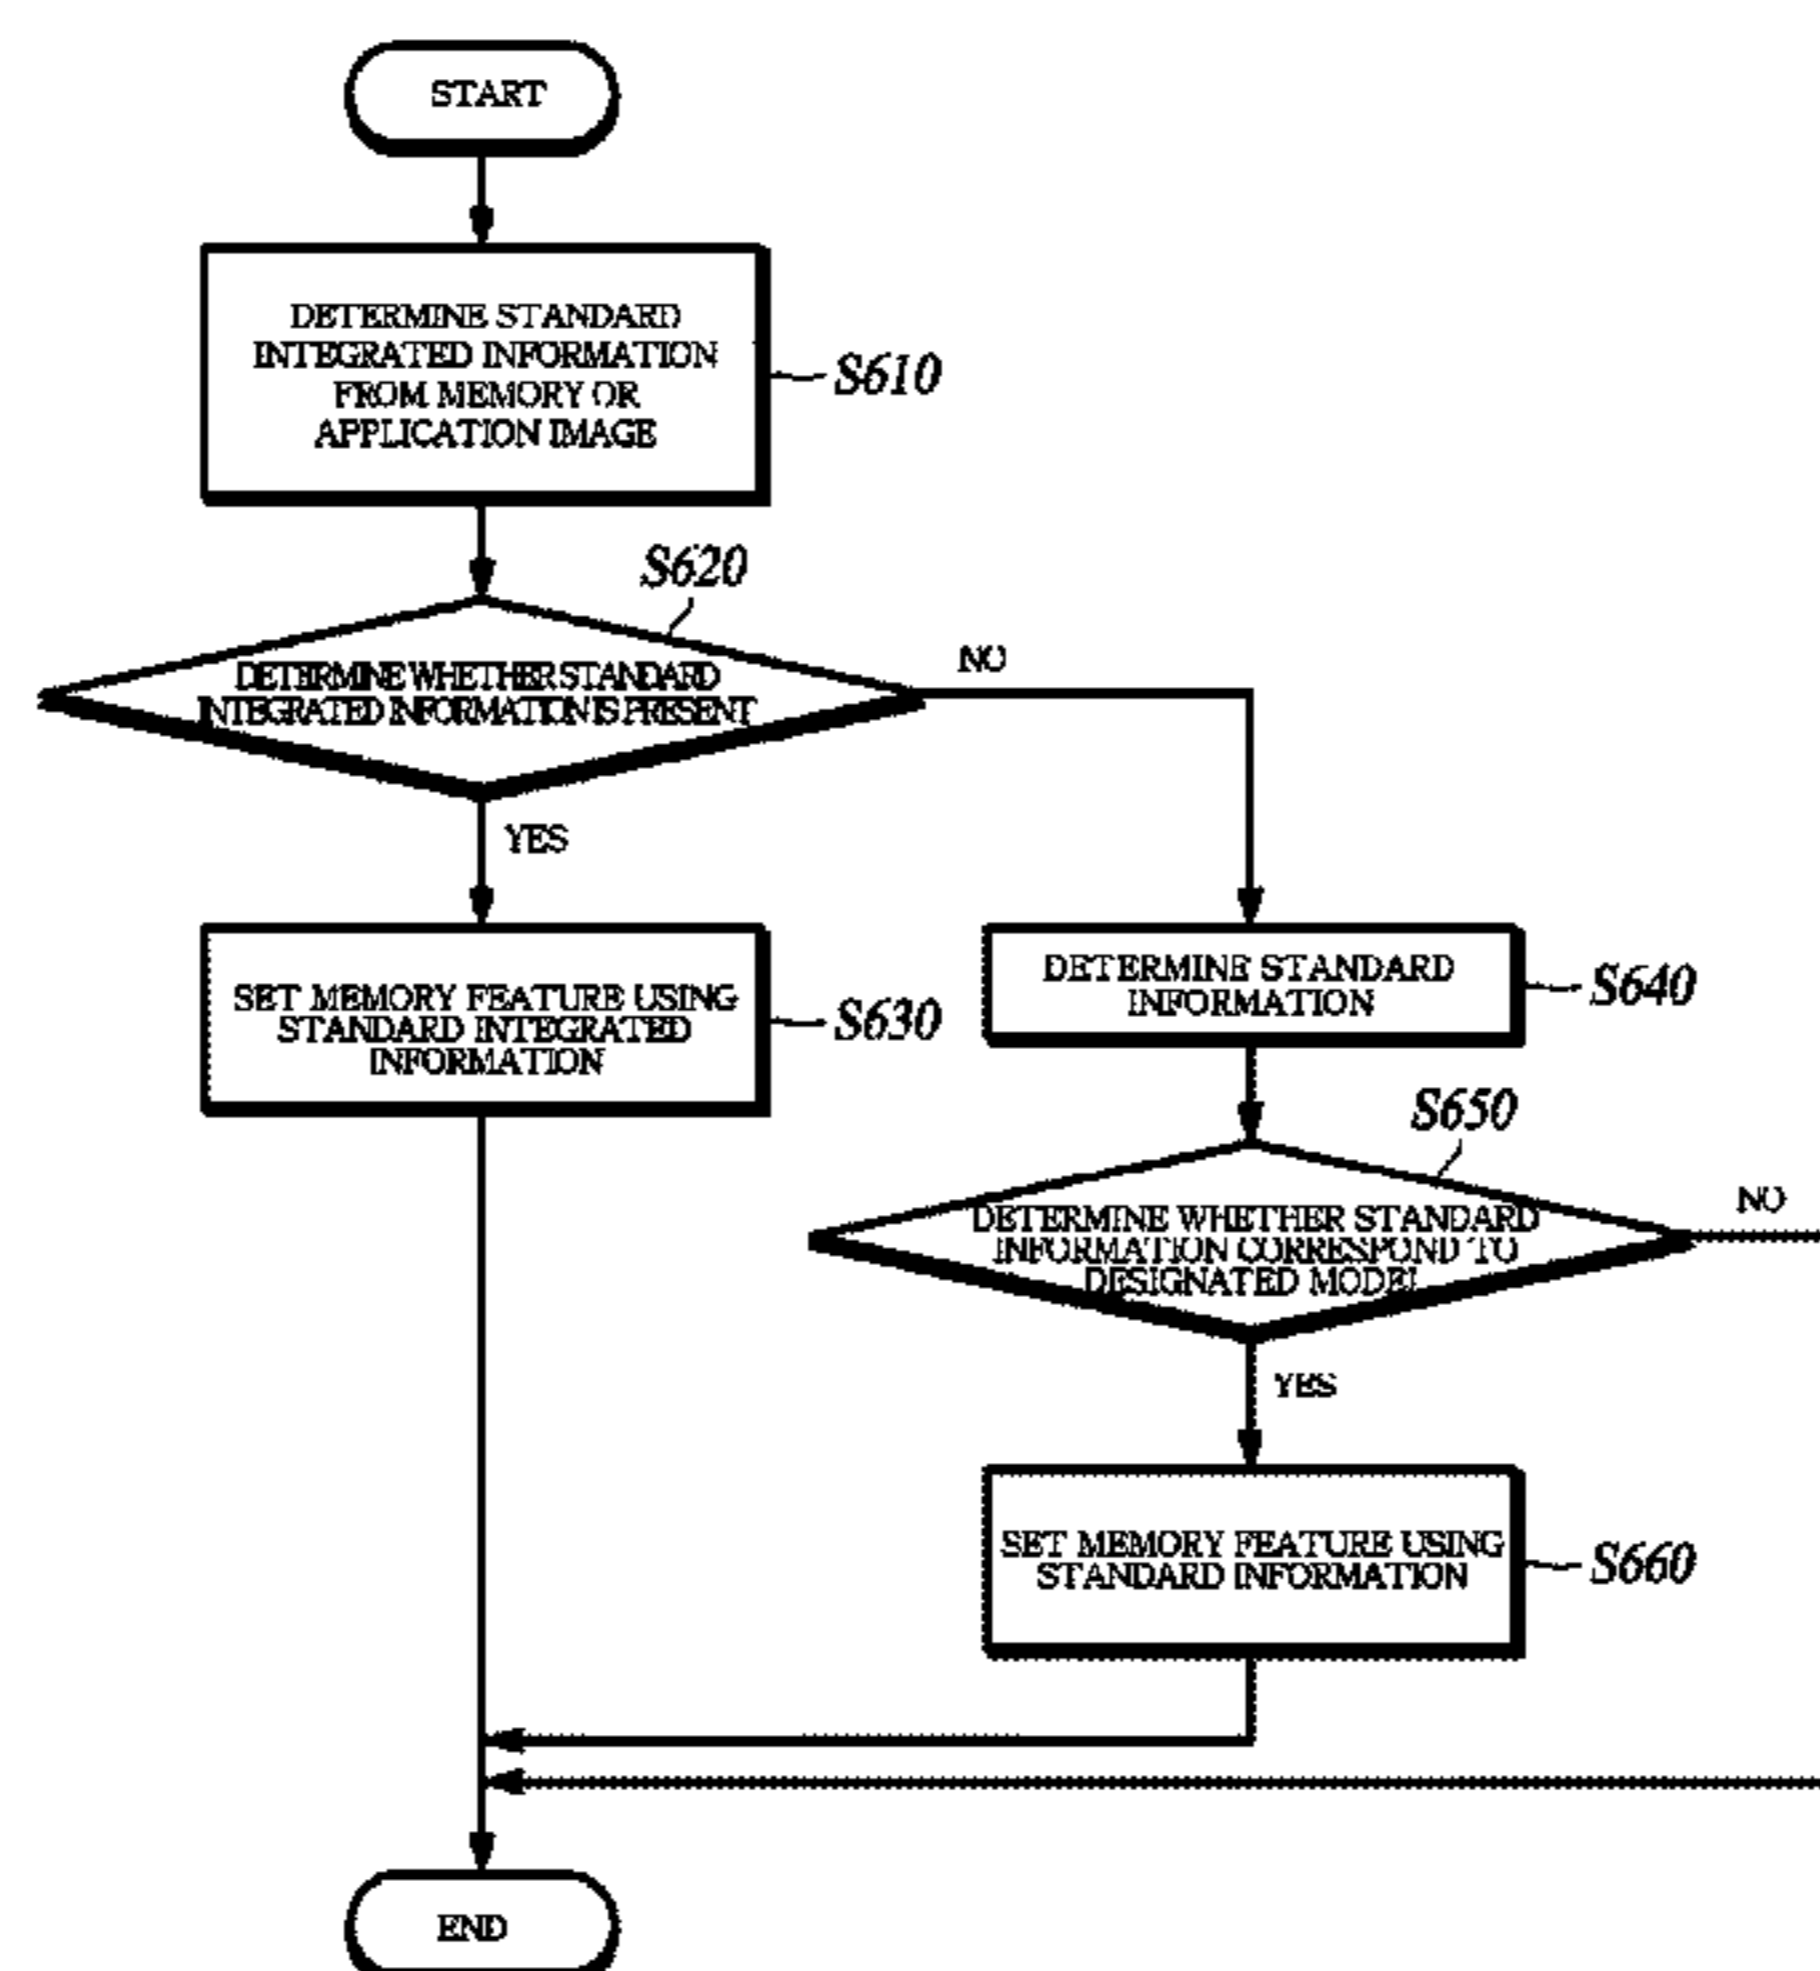 START
DETERMINE STANDARD
INTEGRATED INFORMATION
FROM MEMORY OR
APPLICATION IMAGE
S610
S620
DETERMINE WHETHER STANDARD
INTEGRATED INFORMATION IS PRESENT
NO
YES
SET MEMORY FEATURE USING
STANDARD INTEGRATED
INFORMATION
S630
DETERMINE STANDARD
INFORMATION
S640
S650
DETERMINE WHETHER STANDARD
INFORMATION CORRESPOND TO
DESIGNATED MODEL
NO
YES
SET MEMORY FEATURE USING
STANDARD INFORMATION
S660
END